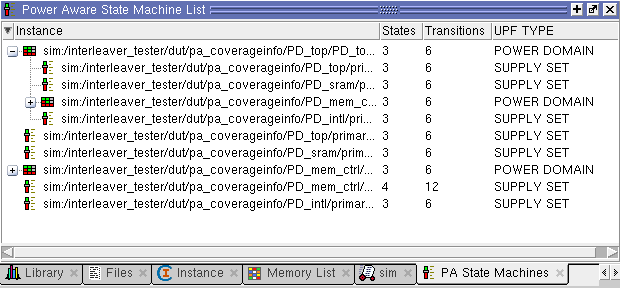 Power Aware State Machine List
Instance States Transitions UPF TYPE
sim:/interleaver_tester/dut/pa_coverageinfo/PD_top/PD_to... 3 6 POWER DOMAIN
sim:/interleaver_tester/dut/pa_coverageinfo/PD_top/pri... 3 6 SUPPLY SET
sim:/interleaver_tester/dut/pa_coverageinfo/PD_sram/pri... 3 6 SUPPLY SET
sim:/interleaver_tester/dut/pa_coverageinfo/PD_mem_c... 3 6 POWER DOMAIN
sim:/interleaver_tester/dut/pa_coverageinfo/PD_intl/pri... 3 6 SUPPLY SET
sim:/interleaver_tester/dut/pa_coverageinfo/PD_top/primar... 3 6 SUPPLY SET
sim:/interleaver_tester/dut/pa_coverageinfo/PD_sram/prim... 3 6 SUPPLY SET
sim:/interleaver_tester/dut/pa_coverageinfo/PD_mem_ctrl/... 3 6 POWER DOMAIN
sim:/interleaver_tester/dut/pa_coverageinfo/PD_mem_ctrl/... 4 12 SUPPLY SET
sim:/interleaver_tester/dut/pa_coverageinfo/PD_intl/primar... 3 6 SUPPLY SET
Library Files Instance Memory List sim PA State Machines